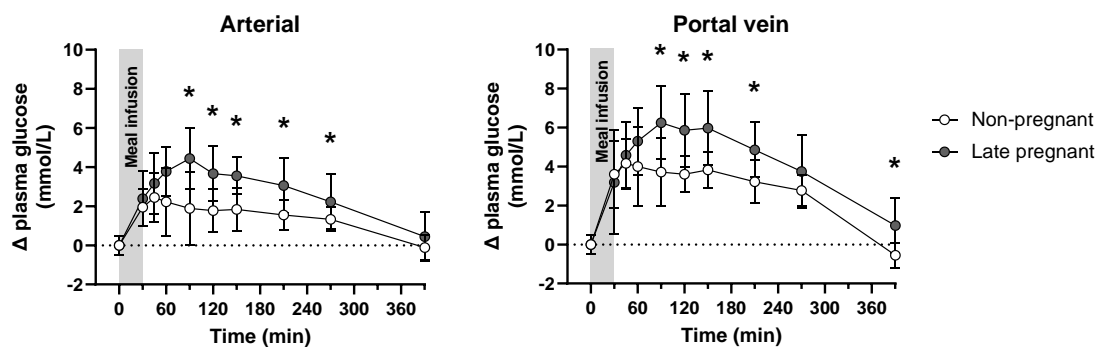 Arterial
Δ plasma glucose
(mmol/L)
10
8
6
4
2
0
-2
Meal infusion
* * * * *
0 60 120 180 240 300 360
Time (min)
Portal vein
Δ plasma glucose
(mmol/L)
10
8
6
4
2
0
-2
Meal infusion
* * * * *
0 60 120 180 240 300 360
Time (min)
Non-pregnant
Late pregnant